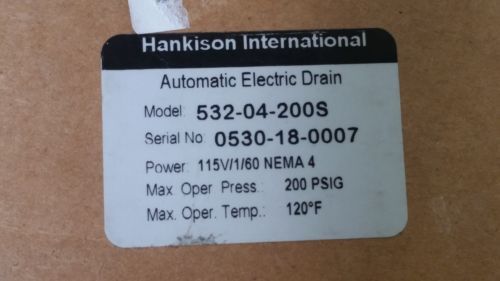 Hankison International
Automatic Electric Drain
Model: 532-04-200S
Serial No: 0530-18-0007
Power: 115V/1/60 NEMA 4
Max. Oper. Press.: 200 PSIG
Max. Oper. Temp.: 120°F